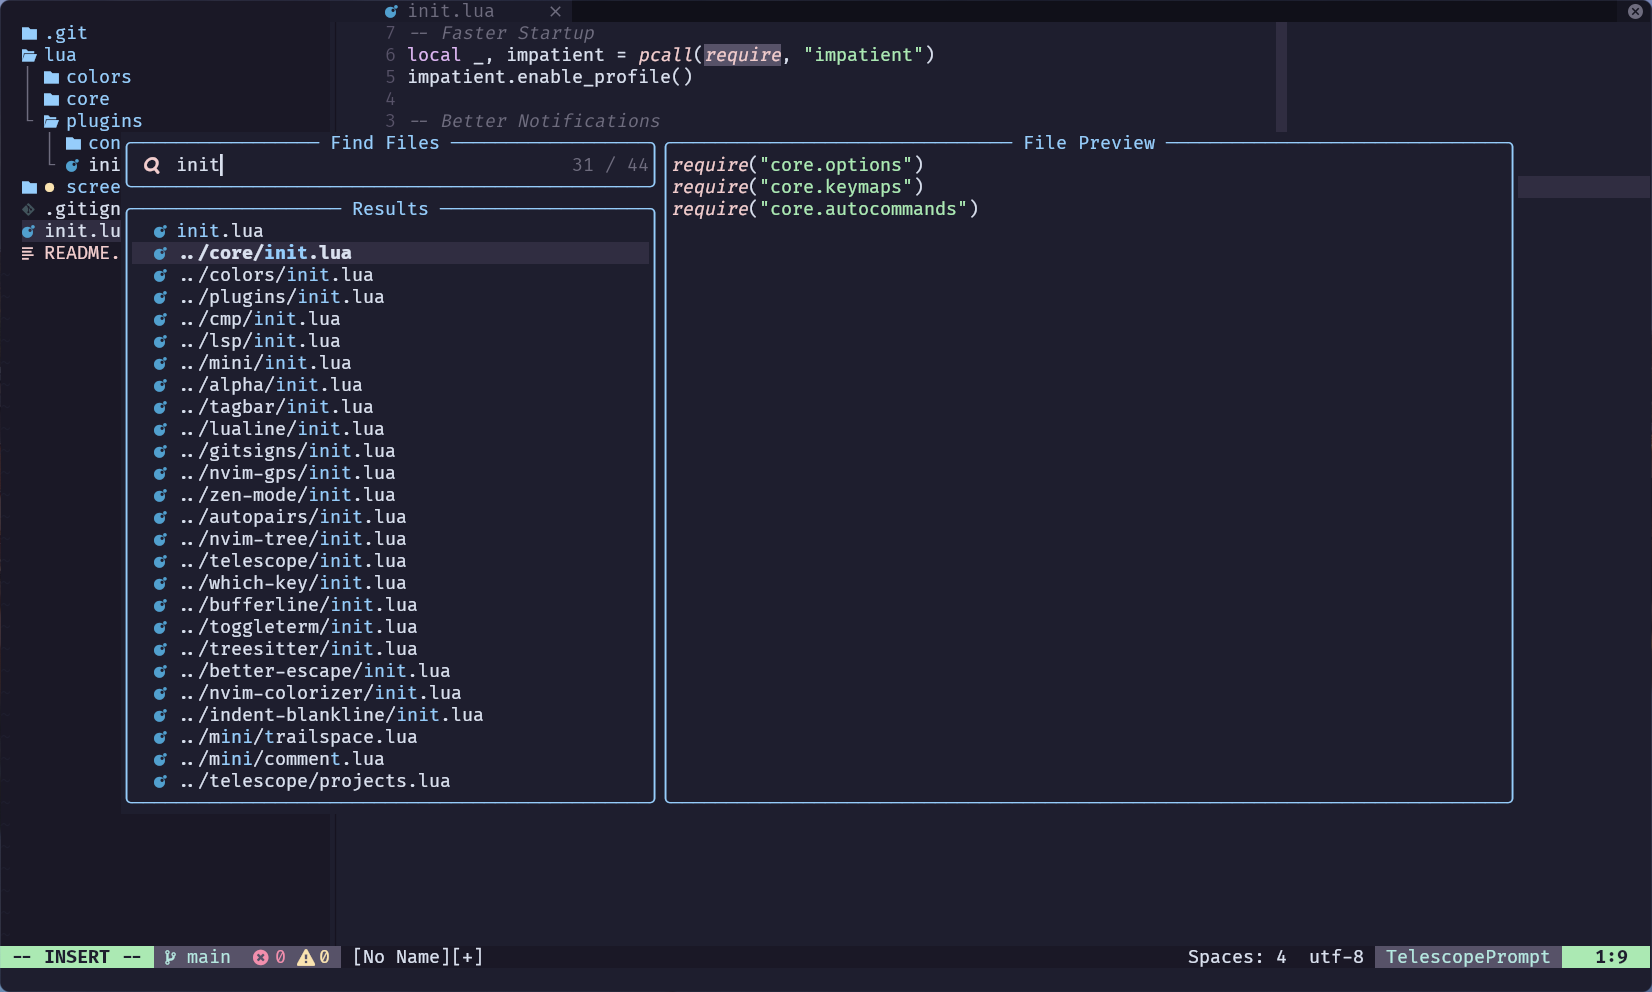 init.lua ×
.git
lua
colors
core
plugins
con
ini
scree
.gitign
init.lu
README.
7 -- Faster Startup
6 local _, impatient = pcall(require, "impatient")
5 impatient.enable_profile()
4
3 -- Better Notifications
Find Files
init 31 / 44
Results
init.lua
../core/init.lua
../colors/init.lua
../plugins/init.lua
../cmp/init.lua
../lsp/init.lua
../mini/init.lua
../alpha/init.lua
../tagbar/init.lua
../lualine/init.lua
../gitsigns/init.lua
../nvim-gps/init.lua
../zen-mode/init.lua
../autopairs/init.lua
../nvim-tree/init.lua
../telescope/init.lua
../which-key/init.lua
../bufferline/init.lua
../toggleterm/init.lua
../treesitter/init.lua
../better-escape/init.lua
../nvim-colorizer/init.lua
../indent-blankline/init.lua
../mini/trailspace.lua
../mini/comment.lua
../telescope/projects.lua
File Preview
require("core.options")
require("core.keymaps")
require("core.autocommands")
-- INSERT -- main 0 0 [No Name][+] Spaces: 4 utf-8 TelescopePrompt 1:9